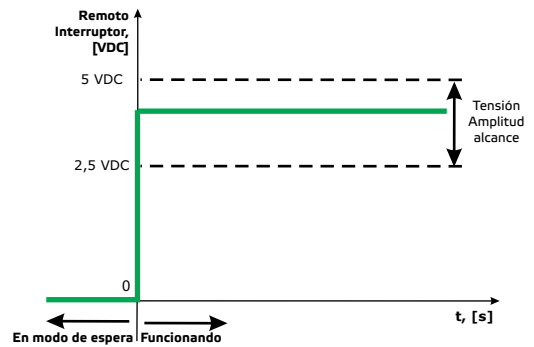 Remoto
Interruptor,
[VDC]
5 VDC
Tensión
Amplitud
alcance
2,5 VDC
0
t, [s]
En modo de espera
Funcionando